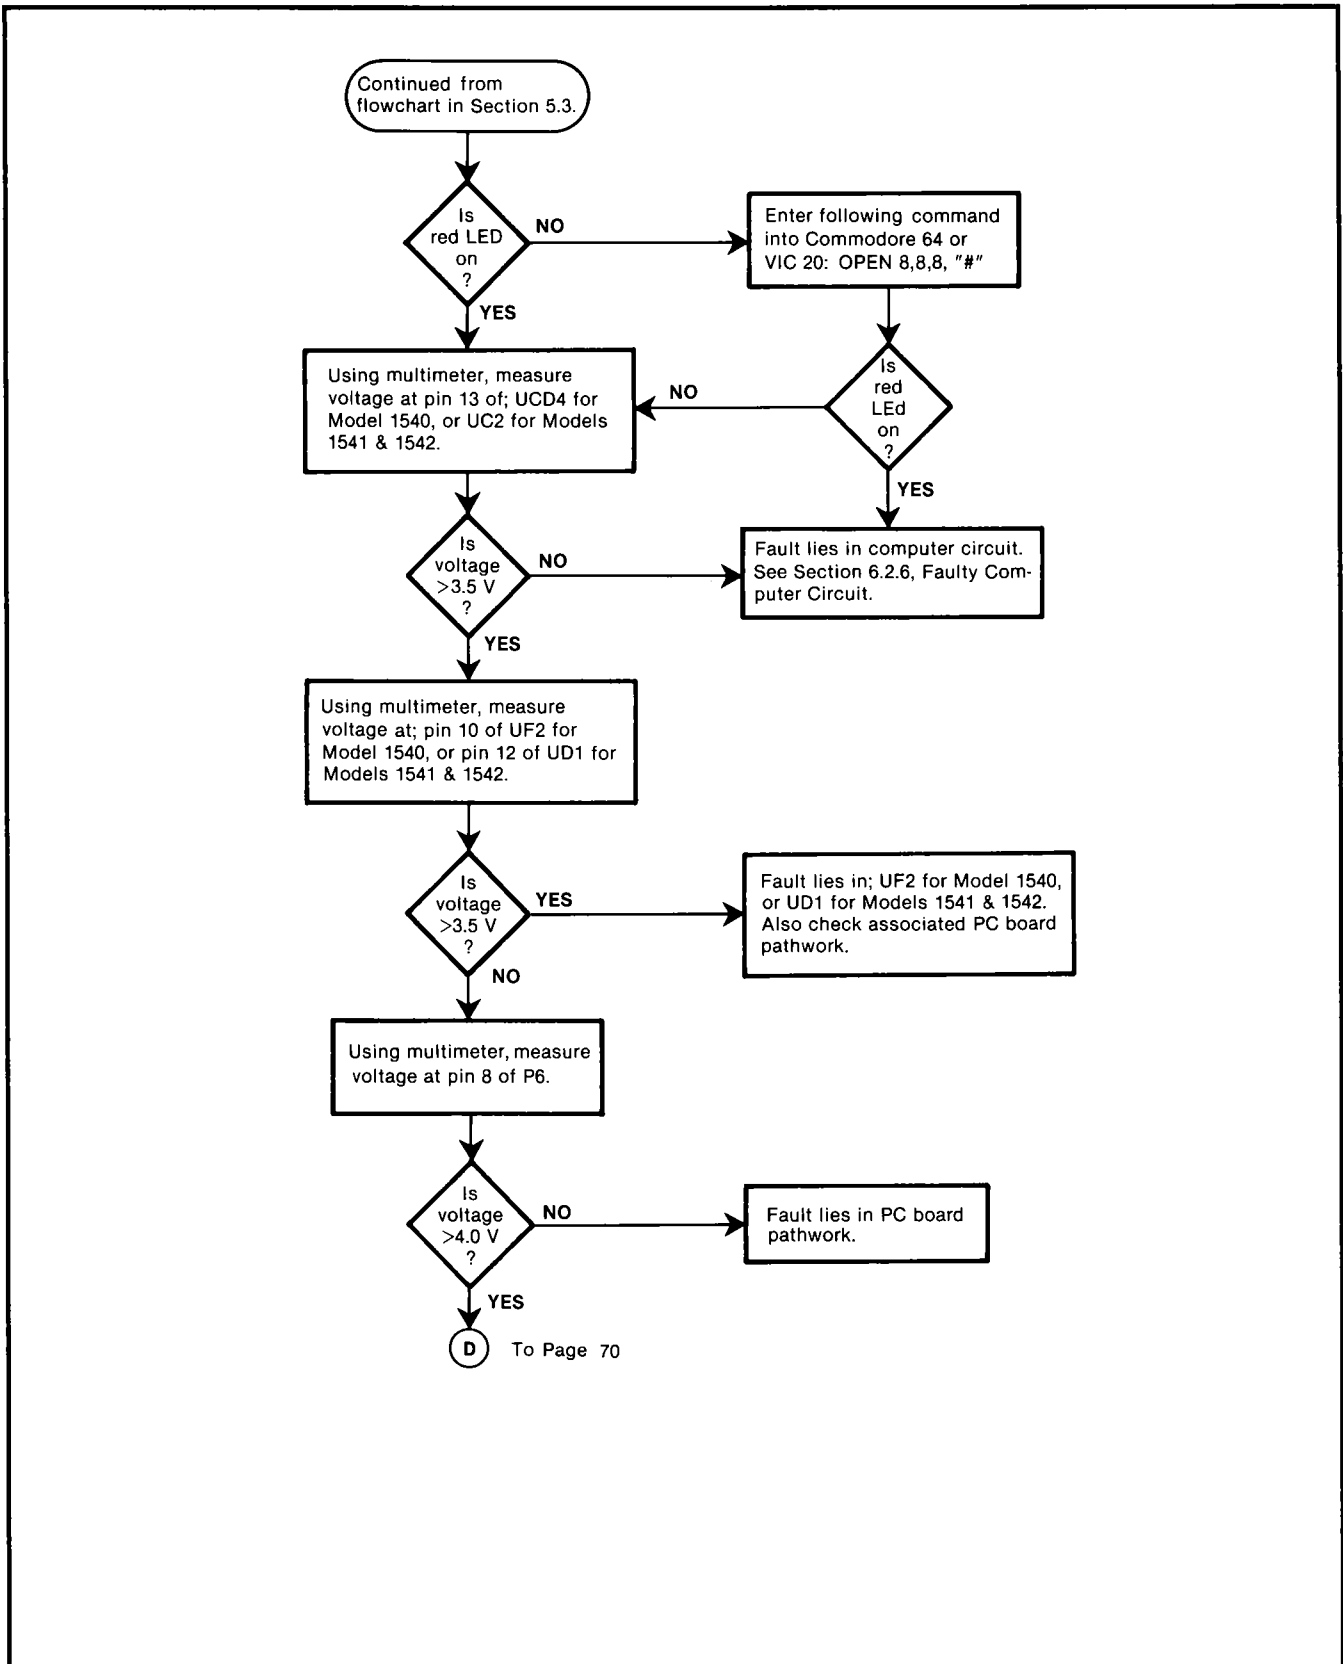 Continued from
flowchart in Section 5.3.
Is
red LED
on
?
NO
Enter following command
into Commodore 64 or
VIC 20: OPEN 8,8,8, "#"
YES
Using multimeter, measure
voltage at pin 13 of; UCD4 for
Model 1540, or UC2 for Models
1541 & 1542.
NO
Is
red
LEd
on
?
YES
Is
voltage
>3.5 V
?
NO
Fault lies in computer circuit.
See Section 6.2.6, Faulty Com-
puter Circuit.
YES
Using multimeter, measure
voltage at; pin 10 of UF2 for
Model 1540, or pin 12 of UD1 for
Models 1541 & 1542.
Is
voltage
>3.5 V
?
YES
Fault lies in; UF2 for Model 1540,
or UD1 for Models 1541 & 1542.
Also check associated PC board
pathwork.
NO
Using multimeter, measure
voltage at pin 8 of P6.
Is
voltage
>4.0 V
?
NO
Fault lies in PC board
pathwork.
YES
D To Page 70